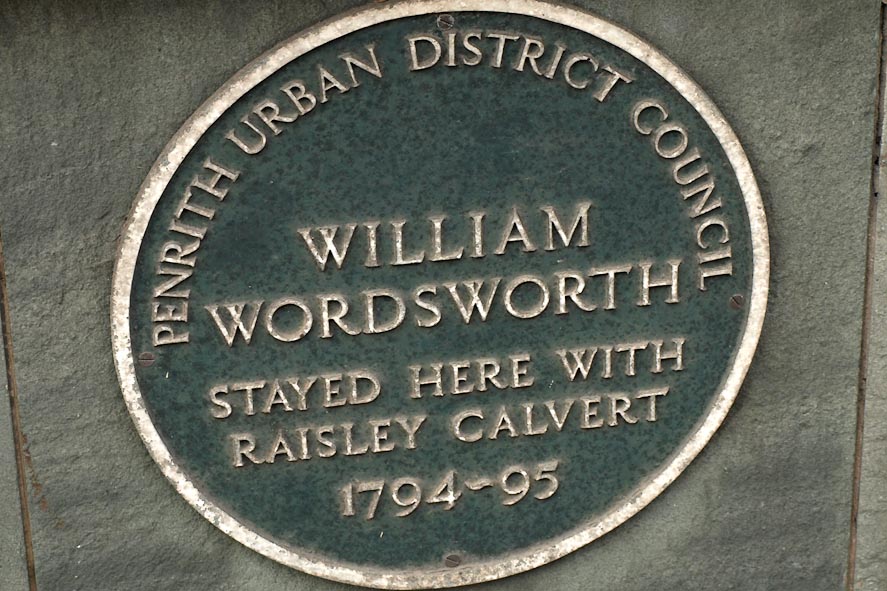 PENRITH URBAN DISTRICT COUNCIL
WILLIAM
WORDSWORTH
STAYED HERE WITH
RAISLEY CALVERT
1794-95